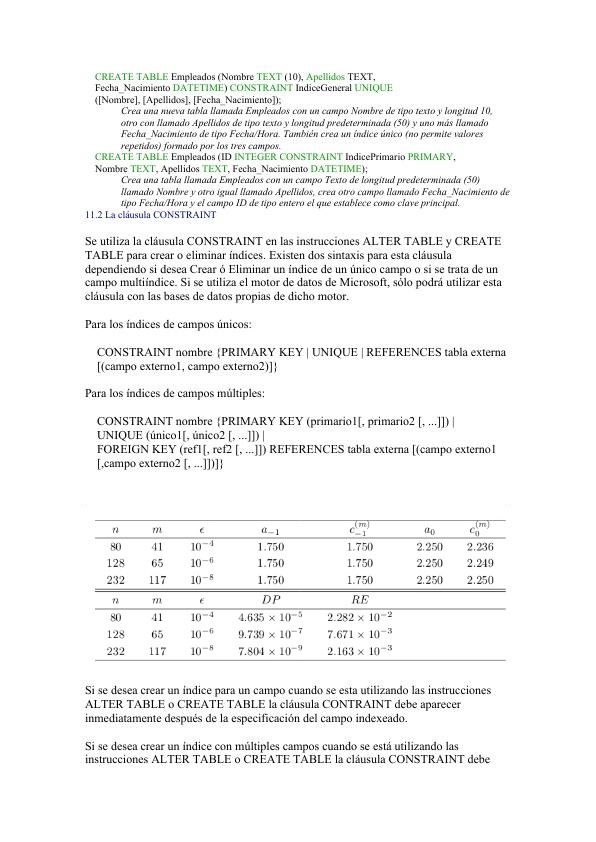 CREATE TABLE Empleados (Nombre TEXT (10), Apellidos TEXT,
Fecha_Nacimiento DATETIME) CONSTRAINT IndiceGeneral UNIQUE
([Nombre], [Apellidos], [Fecha_Nacimiento]);
Crea una nueva tabla llamada Empleados con un campo Nombre de tipo texto y longitud 10,
otro con llamado Apellidos de tipo texto y longitud predeterminada (50) y uno más llamado
Fecha_Nacimiento de tipo Fecha/Hora. También crea un índice único (no permite valores
repetidos) formado por los tres campos.
CREATE TABLE Empleados (ID INTEGER CONSTRAINT IndicePrimario PRIMARY,
Nombre TEXT, Apellidos TEXT, Fecha_Nacimiento DATETIME);
Crea una tabla llamada Empleados con un campo Texto de longitud predeterminada (50)
llamado Nombre y otro igual llamado Apellidos, crea otro campo llamado Fecha_Nacimiento de
tipo Fecha/Hora y el campo ID de tipo entero el que establece como clave principal.
11.2 La cláusula CONSTRAINT
Se utiliza la cláusula CONSTRAINT en las instrucciones ALTER TABLE y CREATE
TABLE para crear o eliminar índices. Existen dos sintaxis para esta cláusula
dependiendo si desea Crear ó Eliminar un índice de un único campo o si se trata de un
campo multiíndice. Si se utiliza el motor de datos de Microsoft, sólo podrá utilizar esta
cláusula con las bases de datos propias de dicho motor.
Para los índices de campos únicos:
CONSTRAINT nombre {PRIMARY KEY | UNIQUE | REFERENCES tabla externa
[(campo externo1, campo externo2)]}
Para los índices de campos múltiples:
CONSTRAINT nombre {PRIMARY KEY (primario1[, primario2 [, ...]]) |
UNIQUE (único1[, único2 [, ...]]) |
FOREIGN KEY (ref1[, ref2 [, ...]]) REFERENCES tabla externa [(campo externo1
[,campo externo2 [, ...]])]}
n m ϵ a₋₁ c₋₁^(m) a₀ c₀^(m)
80 41 10⁻⁴ 1.750 1.750 2.250 2.236
128 65 10⁻⁶ 1.750 1.750 2.250 2.249
232 117 10⁻⁸ 1.750 1.750 2.250 2.250
n m ϵ DP RE
80 41 10⁻⁴ 4.635 × 10⁻⁵ 2.282 × 10⁻²
128 65 10⁻⁶ 9.739 × 10⁻⁷ 7.671 × 10⁻³
232 117 10⁻⁸ 7.804 × 10⁻⁹ 2.163 × 10⁻³
Si se desea crear un índice para un campo cuando se esta utilizando las instrucciones
ALTER TABLE o CREATE TABLE la cláusula CONTRAINT debe aparecer
inmediatamente después de la especificación del campo indexeado.
Si se desea crear un índice con múltiples campos cuando se está utilizando las
instrucciones ALTER TABLE o CREATE TABLE la cláusula CONSTRAINT debe